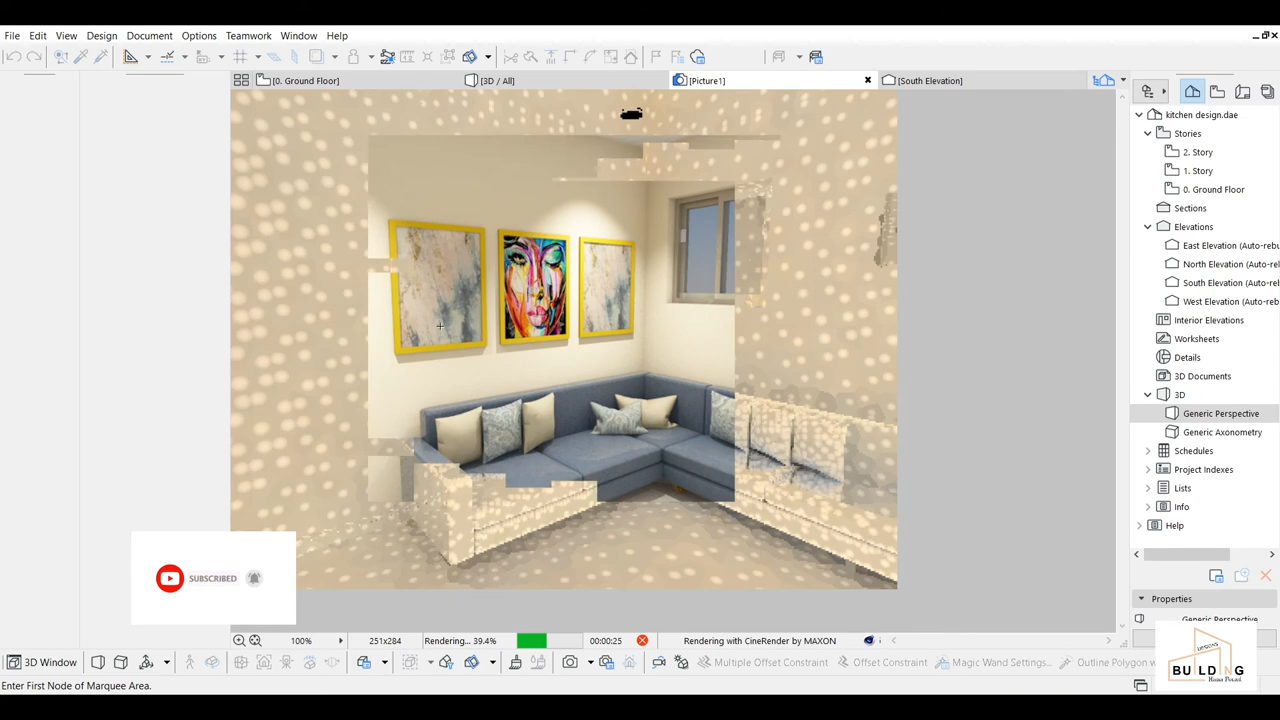 File Edit View Design Document Options Teamwork Window Help
[0. Ground Floor] [3D / All] [Picture1] [South Elevation]
kitchen design.dae
Stories
2. Story
1. Story
0. Ground Floor
Sections
Elevations
East Elevation (Auto-rebu
North Elevation (Auto-reb
South Elevation (Auto-reb
West Elevation (Auto-reb
Interior Elevations
Worksheets
Details
3D Documents
3D
Generic Perspective
Generic Axonometry
Schedules
Project Indexes
Lists
Info
Help
Properties
Generic Perspective
SUBSCRIBED
100% 251x284 Rendering... 39.4% 00:00:25 Rendering with CineRender by MAXON
3D Window Multiple Offset Constraint Offset Constraint Magic Wand Settings... Outline Polygon w
DESIGNS
BUILDING
Enter First Node of Marquee Area.